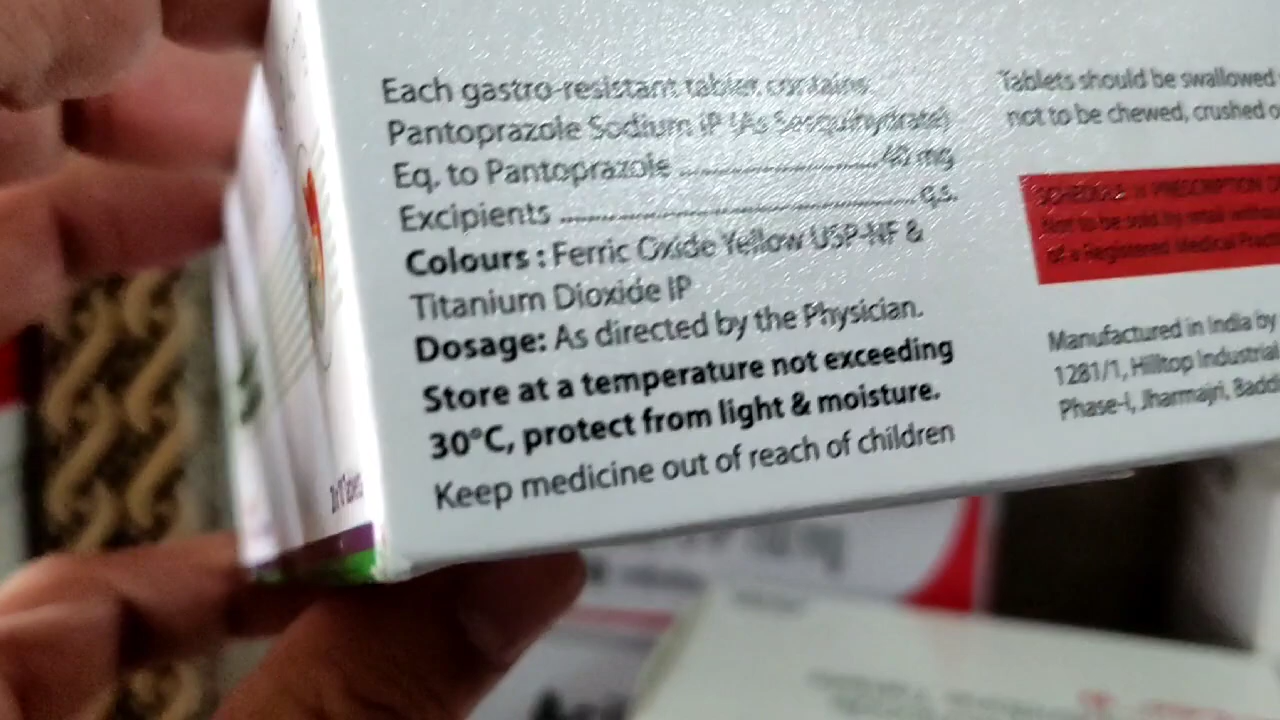 Each gastro-resistant tablet contains:
Pantoprazole Sodium IP (As Sesquihydrate)
Eq. to Pantoprazole ........................ 40 mg
Excipients ............................................ q.s.
Colours : Ferric Oxide Yellow USP-NF &
Titanium Dioxide IP
Dosage: As directed by the Physician.
Store at a temperature not exceeding
30°C, protect from light & moisture.
Keep medicine out of reach of children
Tablets should be swallowed
not to be chewed, crushed
SCHEDULE H PRESCRIPTION
Not to be sold by retail without
of a Registered Medical
Manufactured in India by
1281/1, Hilltop Industrial
Phase-I, Jharmajri,